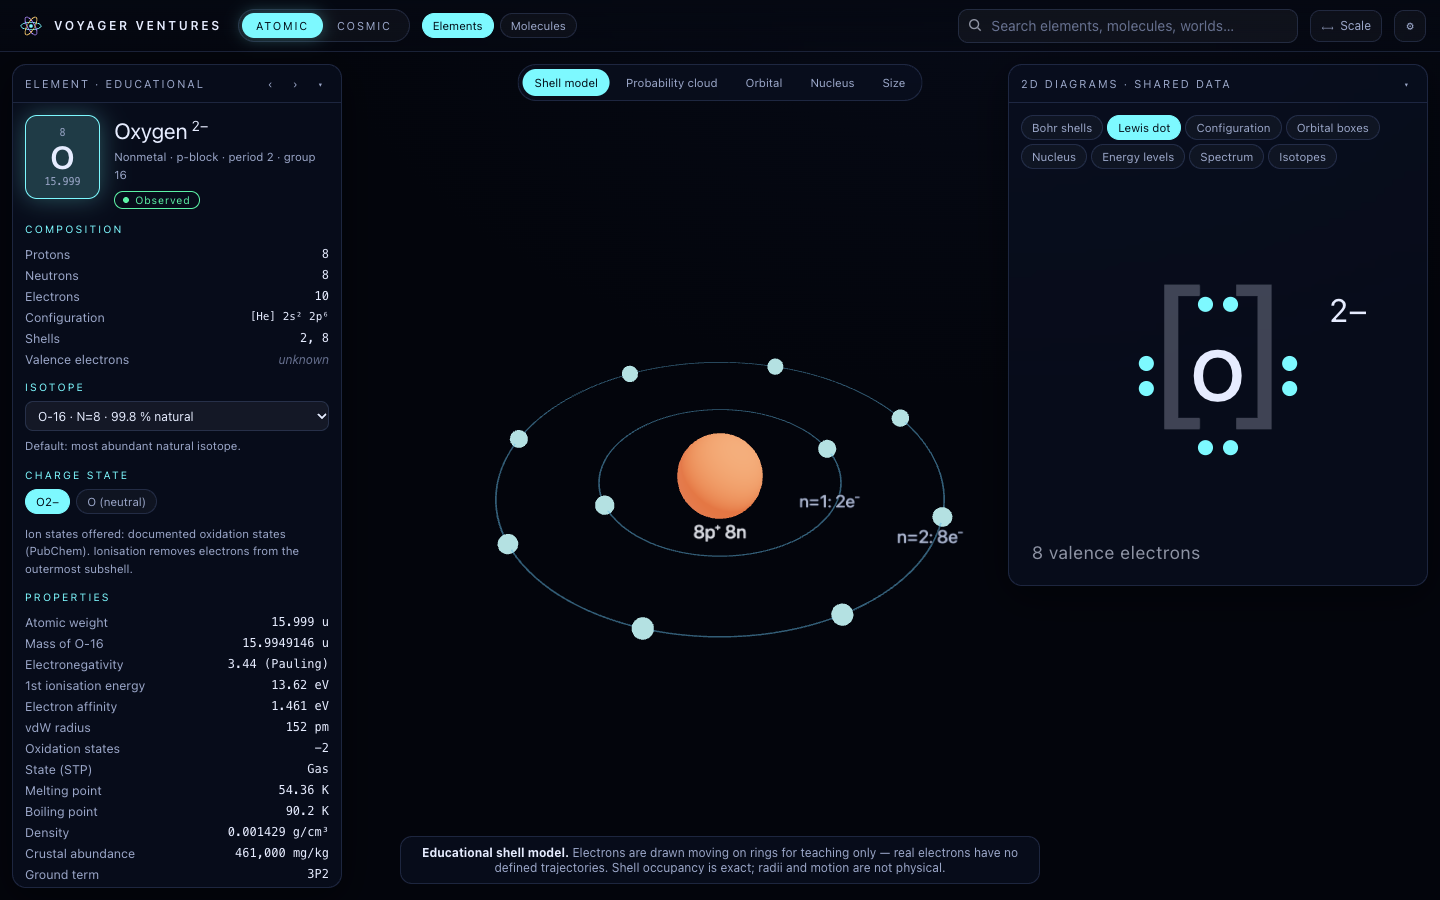 VOYAGER VENTURES
ATOMIC
COSMIC
Elements
Molecules
Search elements, molecules, worlds...
Scale
ELEMENT · EDUCATIONAL
8
O
15.999
Oxygen 2−
Nonmetal · p-block · period 2 · group
16
Observed
COMPOSITION
Protons 8
Neutrons 8
Electrons 10
Configuration [He] 2s² 2p⁶
Shells 2, 8
Valence electrons unknown
ISOTOPE
O-16 · N=8 · 99.8 % natural
Default: most abundant natural isotope.
CHARGE STATE
O2−
O (neutral)
Ion states offered: documented oxidation states
(PubChem). Ionisation removes electrons from the
outermost subshell.
PROPERTIES
Atomic weight 15.999 u
Mass of O-16 15.9949146 u
Electronegativity 3.44 (Pauling)
1st ionisation energy 13.62 eV
Electron affinity 1.461 eV
vdW radius 152 pm
Oxidation states −2
State (STP) Gas
Melting point 54.36 K
Boiling point 90.2 K
Density 0.001429 g/cm³
Crustal abundance 461,000 mg/kg
Ground term 3P2
Shell model
Probability cloud
Orbital
Nucleus
Size
n=1: 2e⁻
8p⁺ 8n
n=2: 8e⁻
Educational shell model. Electrons are drawn moving on rings for teaching only — real electrons have no
defined trajectories. Shell occupancy is exact; radii and motion are not physical.
2D DIAGRAMS · SHARED DATA
Bohr shells
Lewis dot
Configuration
Orbital boxes
Nucleus
Energy levels
Spectrum
Isotopes
[O] 2−
8 valence electrons